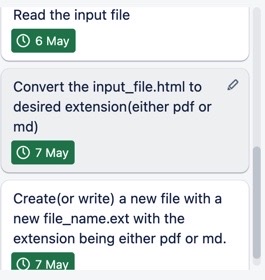 Read the input file
6 May
Convert the input_file.html to
desired extension(either pdf or
md)
7 May
Create(or write) a new file with a
new file_name.ext with the
extension being either pdf or md.
7 May